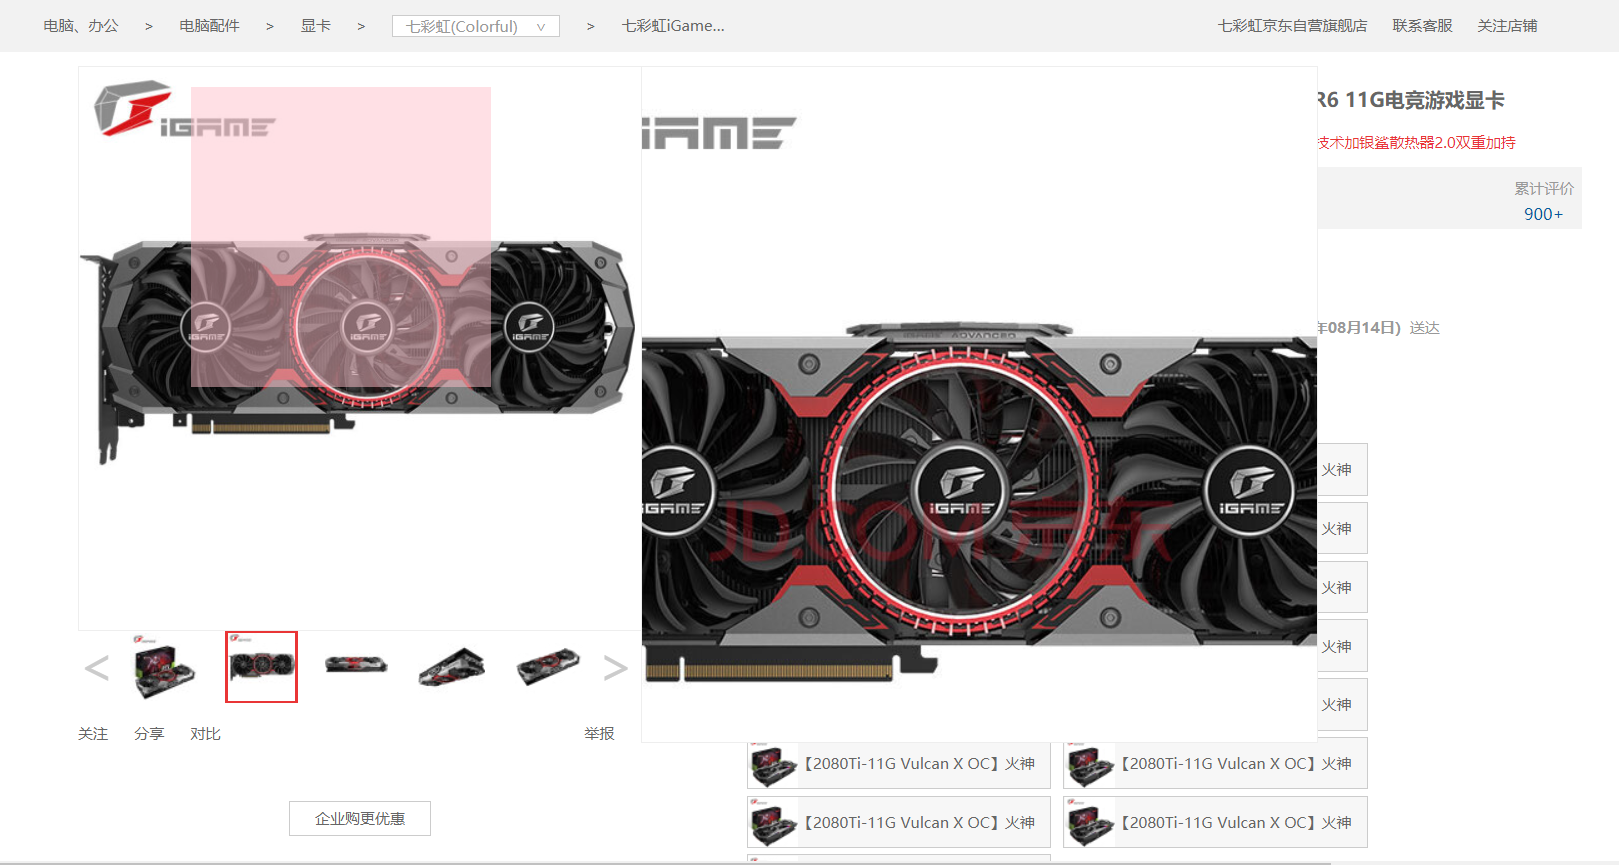 电脑、办公 > 电脑配件 > 显卡 > 七彩虹(Colorful) > 七彩虹iGame...
七彩虹京东自营旗舰店 联系客服 关注店铺
iGAME
iGAME
R6 11G电竞游戏显卡
技术加银鲨散热器2.0双重加持
累计评价
900+
年08月14日) 送达
iGAME
iGAME
iGAME
ADVANCED
iGAME
iGAME
iGAME
JD.COM 京东
火神
火神
火神
火神
火神
< >
关注 分享 对比 举报
【2080Ti-11G Vulcan X OC】火神
【2080Ti-11G Vulcan X OC】火神
【2080Ti-11G Vulcan X OC】火神
【2080Ti-11G Vulcan X OC】火神
企业购更优惠